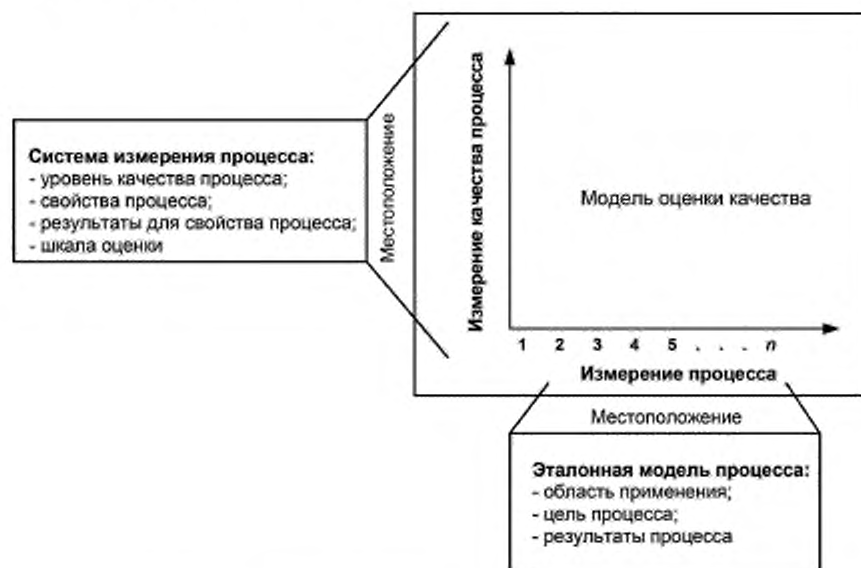 Система измерения процесса:
- уровень качества процесса;
- свойства процесса;
- результаты для свойства процесса;
- шкала оценки
Местоположение
Измерение качества процесса
Модель оценки качества
1 2 3 4 5 . . . n
Измерение процесса
Местоположение
Эталонная модель процесса:
- область применения;
- цель процесса;
- результаты процесса